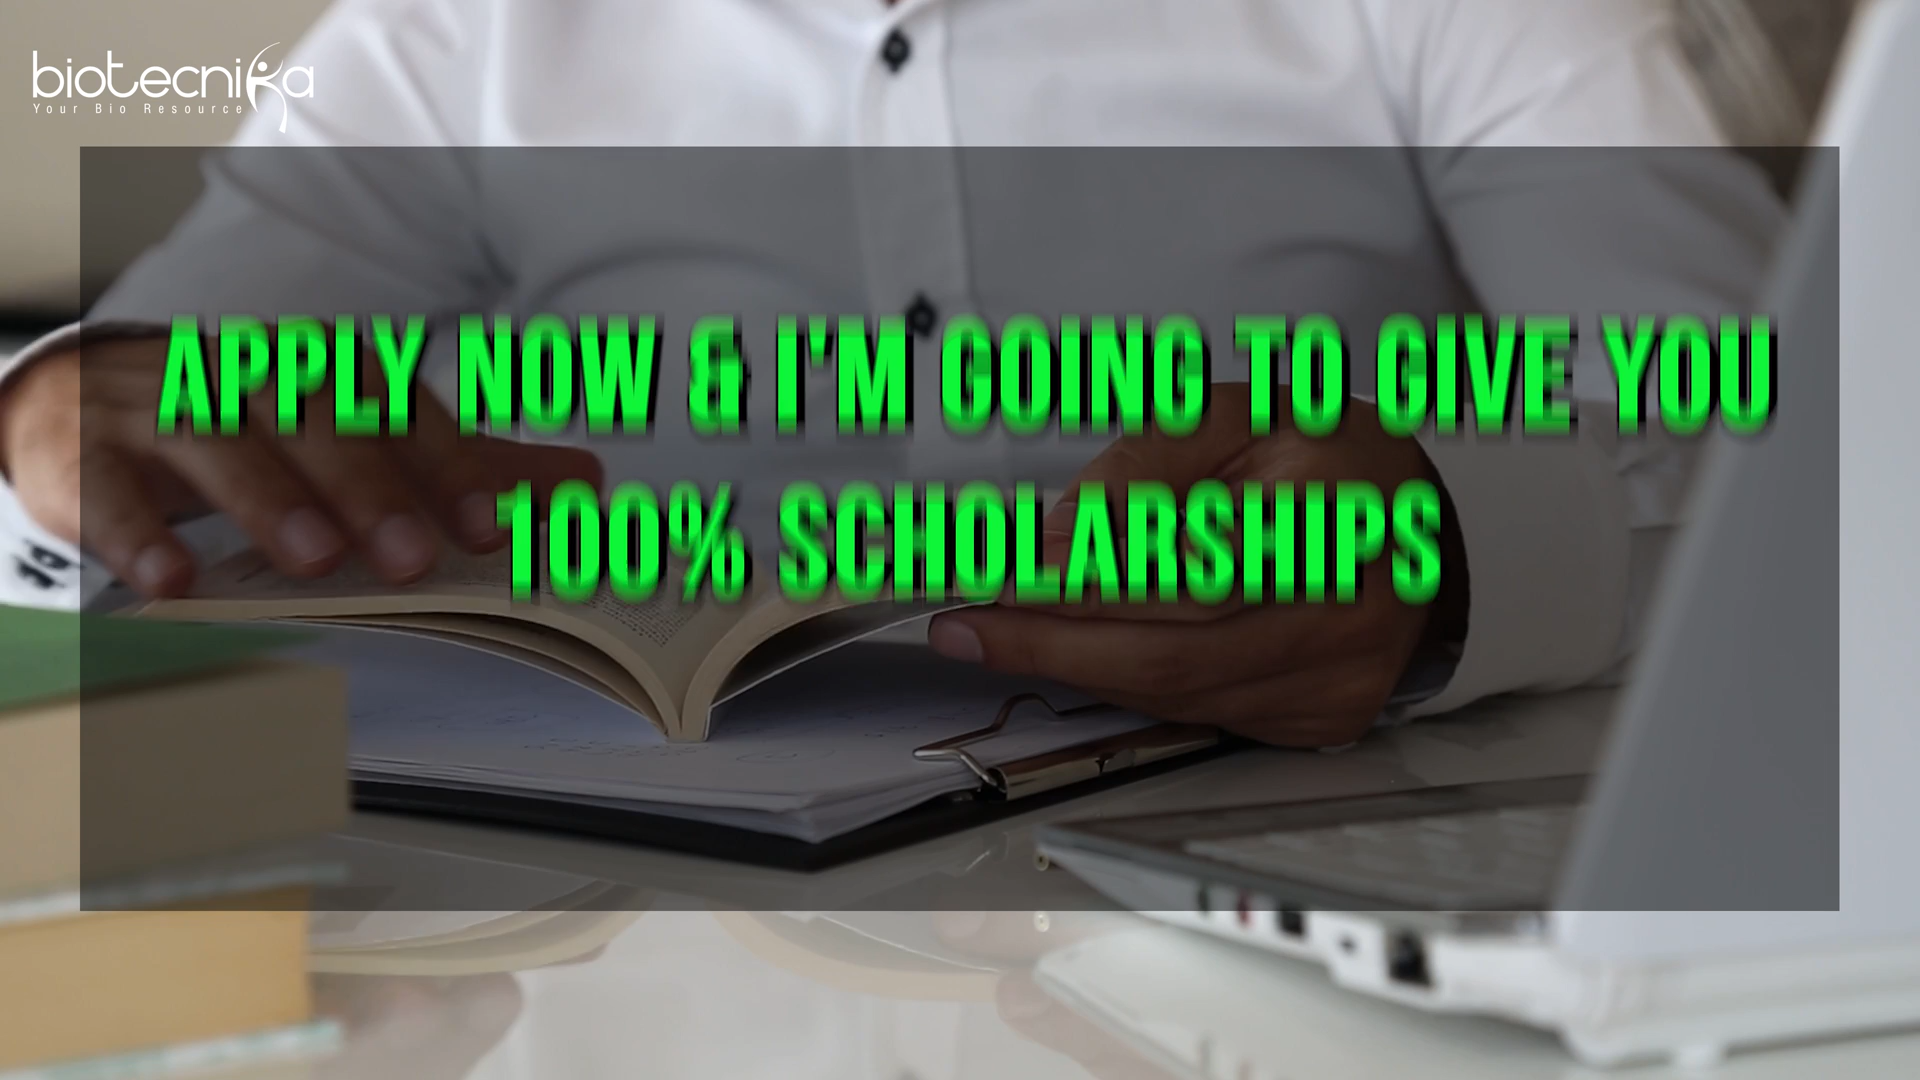 biotecnika
Your Bio Resource
APPLY NOW & I'M GOING TO GIVE YOU
100% SCHOLARSHIPS